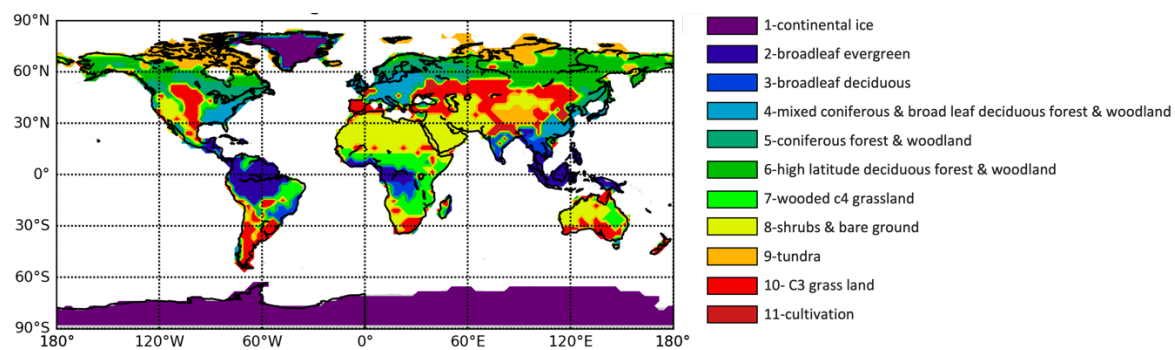 90°N
60°N
30°N
0°
30°S
60°S
90°S
180° 120°W 60°W 0° 60°E 120°E 180°
1-continental ice
2-broadleaf evergreen
3-broadleaf deciduous
4-mixed coniferous & broad leaf deciduous forest & woodland
5-coniferous forest & woodland
6-high latitude deciduous forest & woodland
7-wooded c4 grassland
8-shrubs & bare ground
9-tundra
10- C3 grass land
11-cultivation